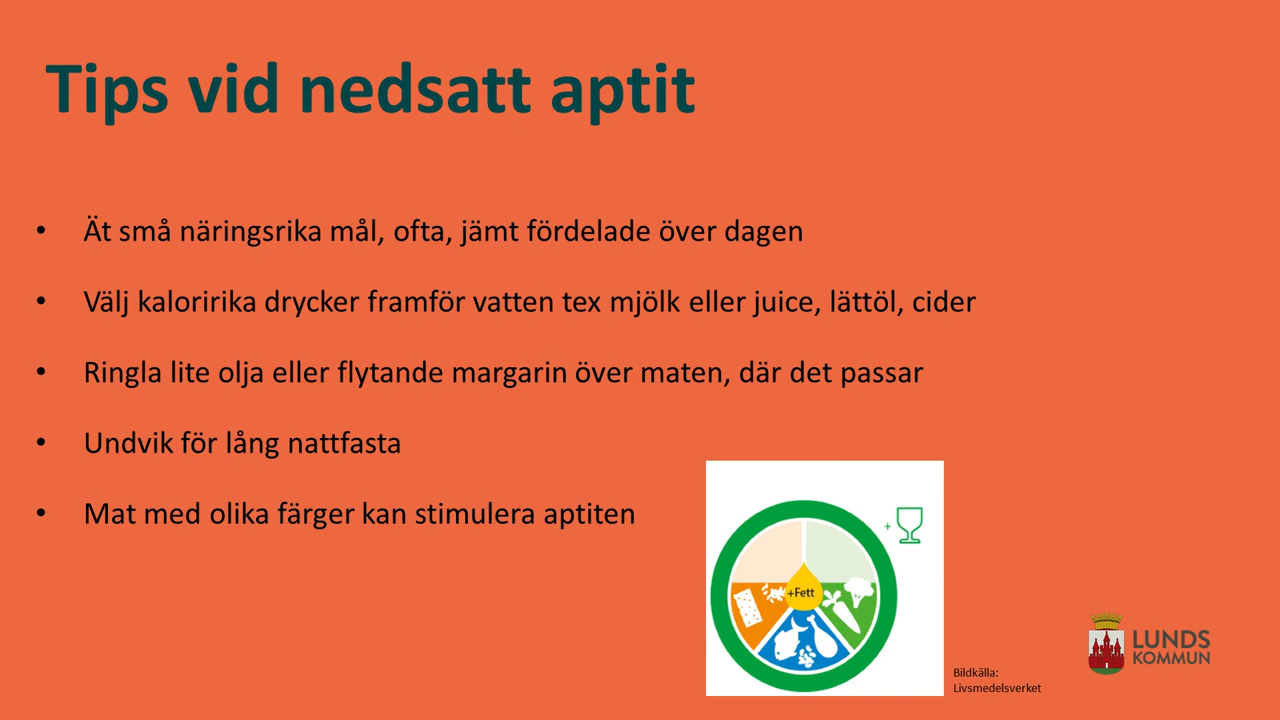 Tips vid nedsatt aptit
• Ät små näringsrika mål, ofta, jämt fördelade över dagen
• Välj kaloririka drycker framför vatten tex mjölk eller juice, lättöl, cider
• Ringla lite olja eller flytande margarin över maten, där det passar
• Undvik för lång nattfasta
• Mat med olika färger kan stimulera aptiten
+
+Fett
Bildkälla:
Livsmedelsverket
LUNDS
KOMMUN